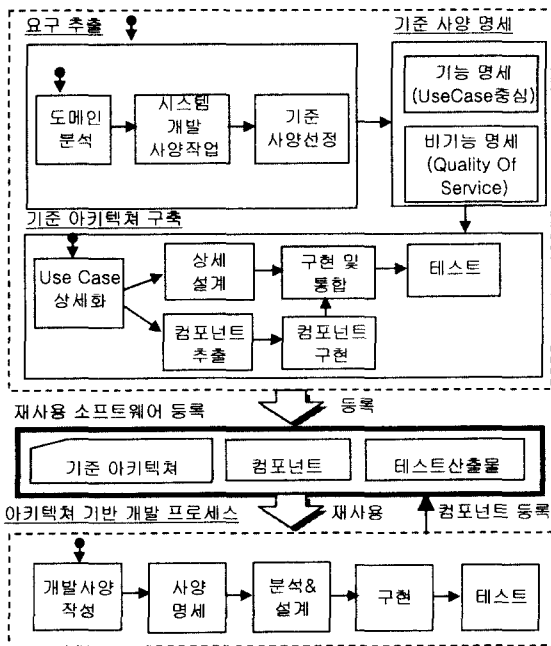 요구 추출
기준 사양 명세
도메인
분석
시스템
개발
사양작업
기준
사양선정
기능 명세
(UseCase중심)
비기능 명세
(Quality Of
Service)
기준 아키텍쳐 구축
Use Case
상세화
상세
설계
구현 및
통합
테스트
컴포넌트
추출
컴포넌트
구현
재사용 소프트웨어 등록
등록
기준 아키텍쳐
컴포넌트
테스트산출물
아키텍쳐 기반 개발 프로세스
재사용
컴포넌트 등록
개발사양
작성
사양
명세
분석&
설계
구현
테스트